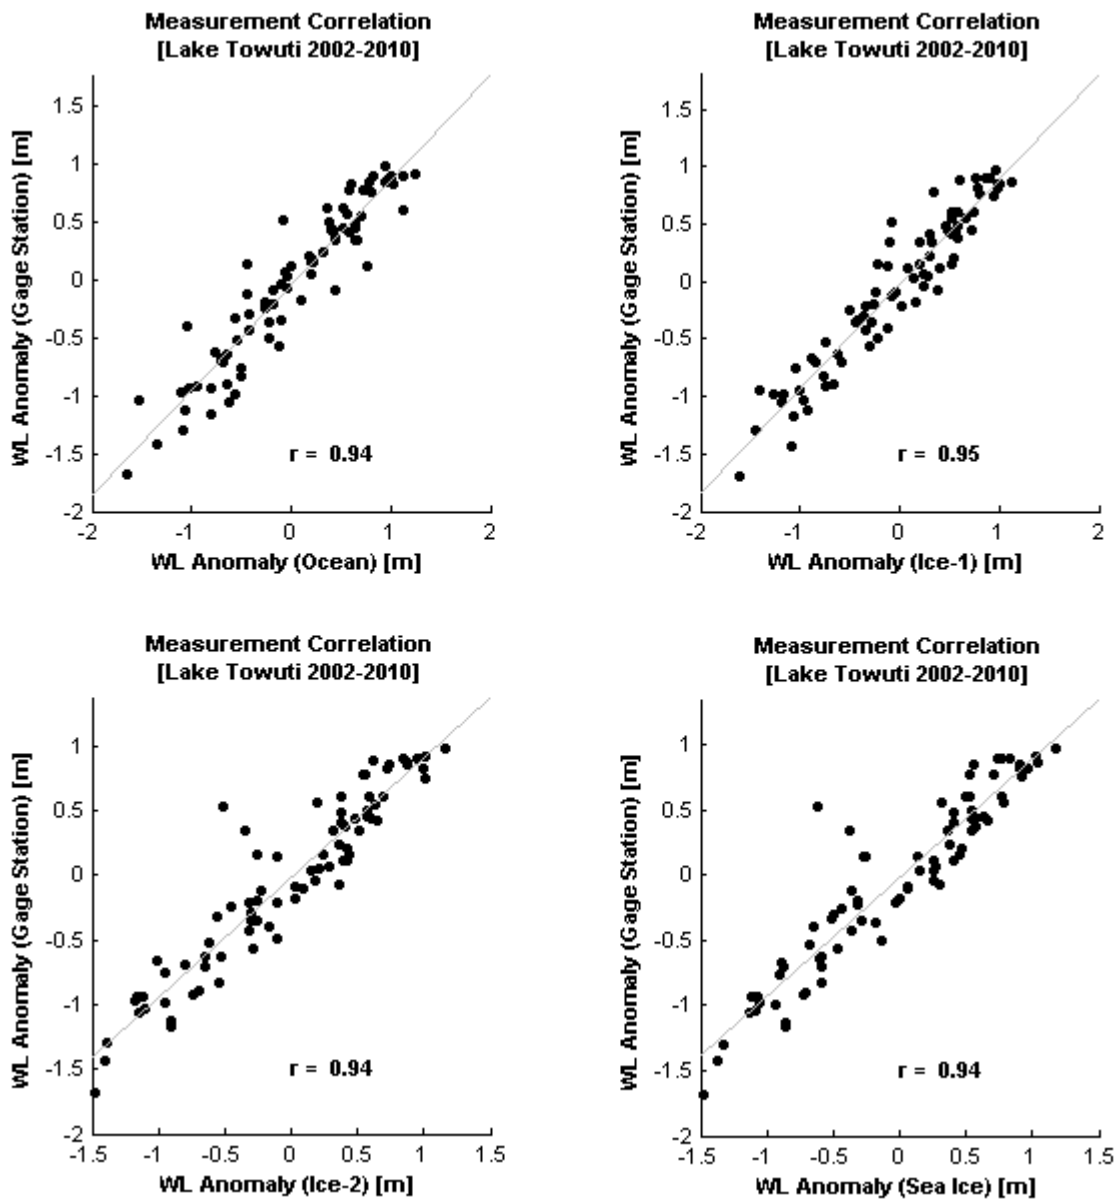 Measurement Correlation
[Lake Towuti 2002-2010]
WL Anomaly (Gage Station) [m]
1.5
1
0.5
0
-0.5
-1
-1.5
-2
r = 0.94
-2
-1
0
1
2
WL Anomaly (Ocean) [m]
Measurement Correlation
[Lake Towuti 2002-2010]
WL Anomaly (Gage Station) [m]
1.5
1
0.5
0
-0.5
-1
-1.5
-2
r = 0.95
-2
-1
0
1
2
WL Anomaly (Ice-1) [m]
Measurement Correlation
[Lake Towuti 2002-2010]
WL Anomaly (Gage Station) [m]
1
0.5
0
-0.5
-1
-1.5
-2
r = 0.94
-1.5
-1
-0.5
0
0.5
1
1.5
WL Anomaly (Ice-2) [m]
Measurement Correlation
[Lake Towuti 2002-2010]
WL Anomaly (Gage Station) [m]
1
0.5
0
-0.5
-1
-1.5
-2
r = 0.94
-1.5
-1
-0.5
0
0.5
1
1.5
WL Anomaly (Sea Ice) [m]